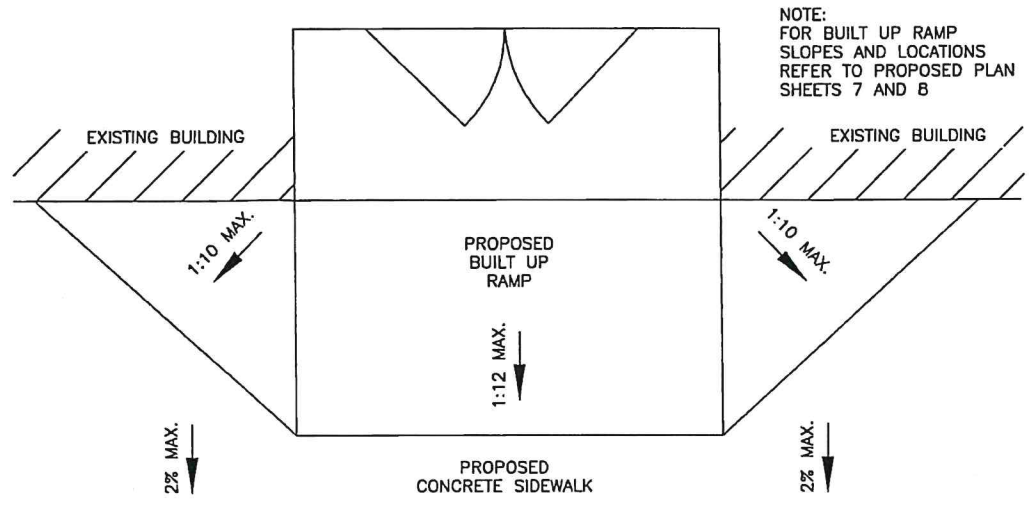 NOTE:
FOR BUILT UP RAMP
SLOPES AND LOCATIONS
REFER TO PROPOSED PLAN
SHEETS 7 AND 8
EXISTING BUILDING
EXISTING BUILDING
1:10 MAX.
PROPOSED
BUILT UP
RAMP
1:10 MAX.
1:12 MAX.
2% MAX.
PROPOSED
CONCRETE SIDEWALK
2% MAX.